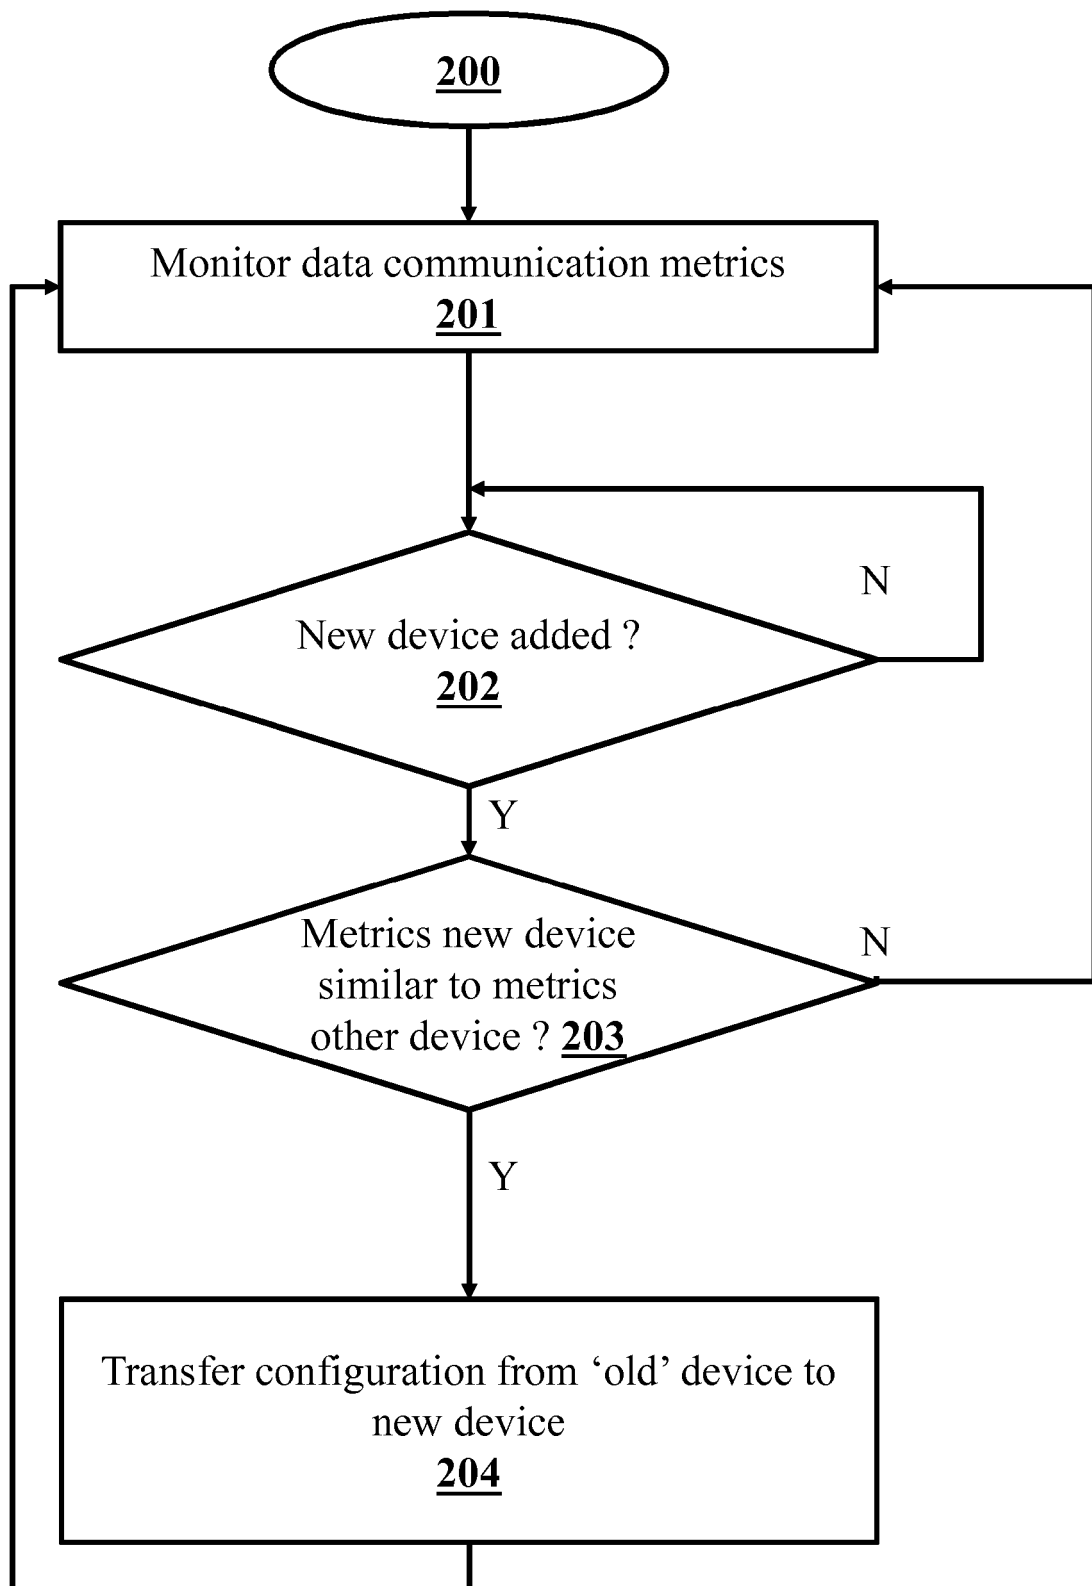 200
Monitor data communication metrics
201
N
New device added ?
202
Y
Metrics new device
N
similar to metrics
other device ? 203
Y
Transfer configuration from ‘old’ device to
new device
204